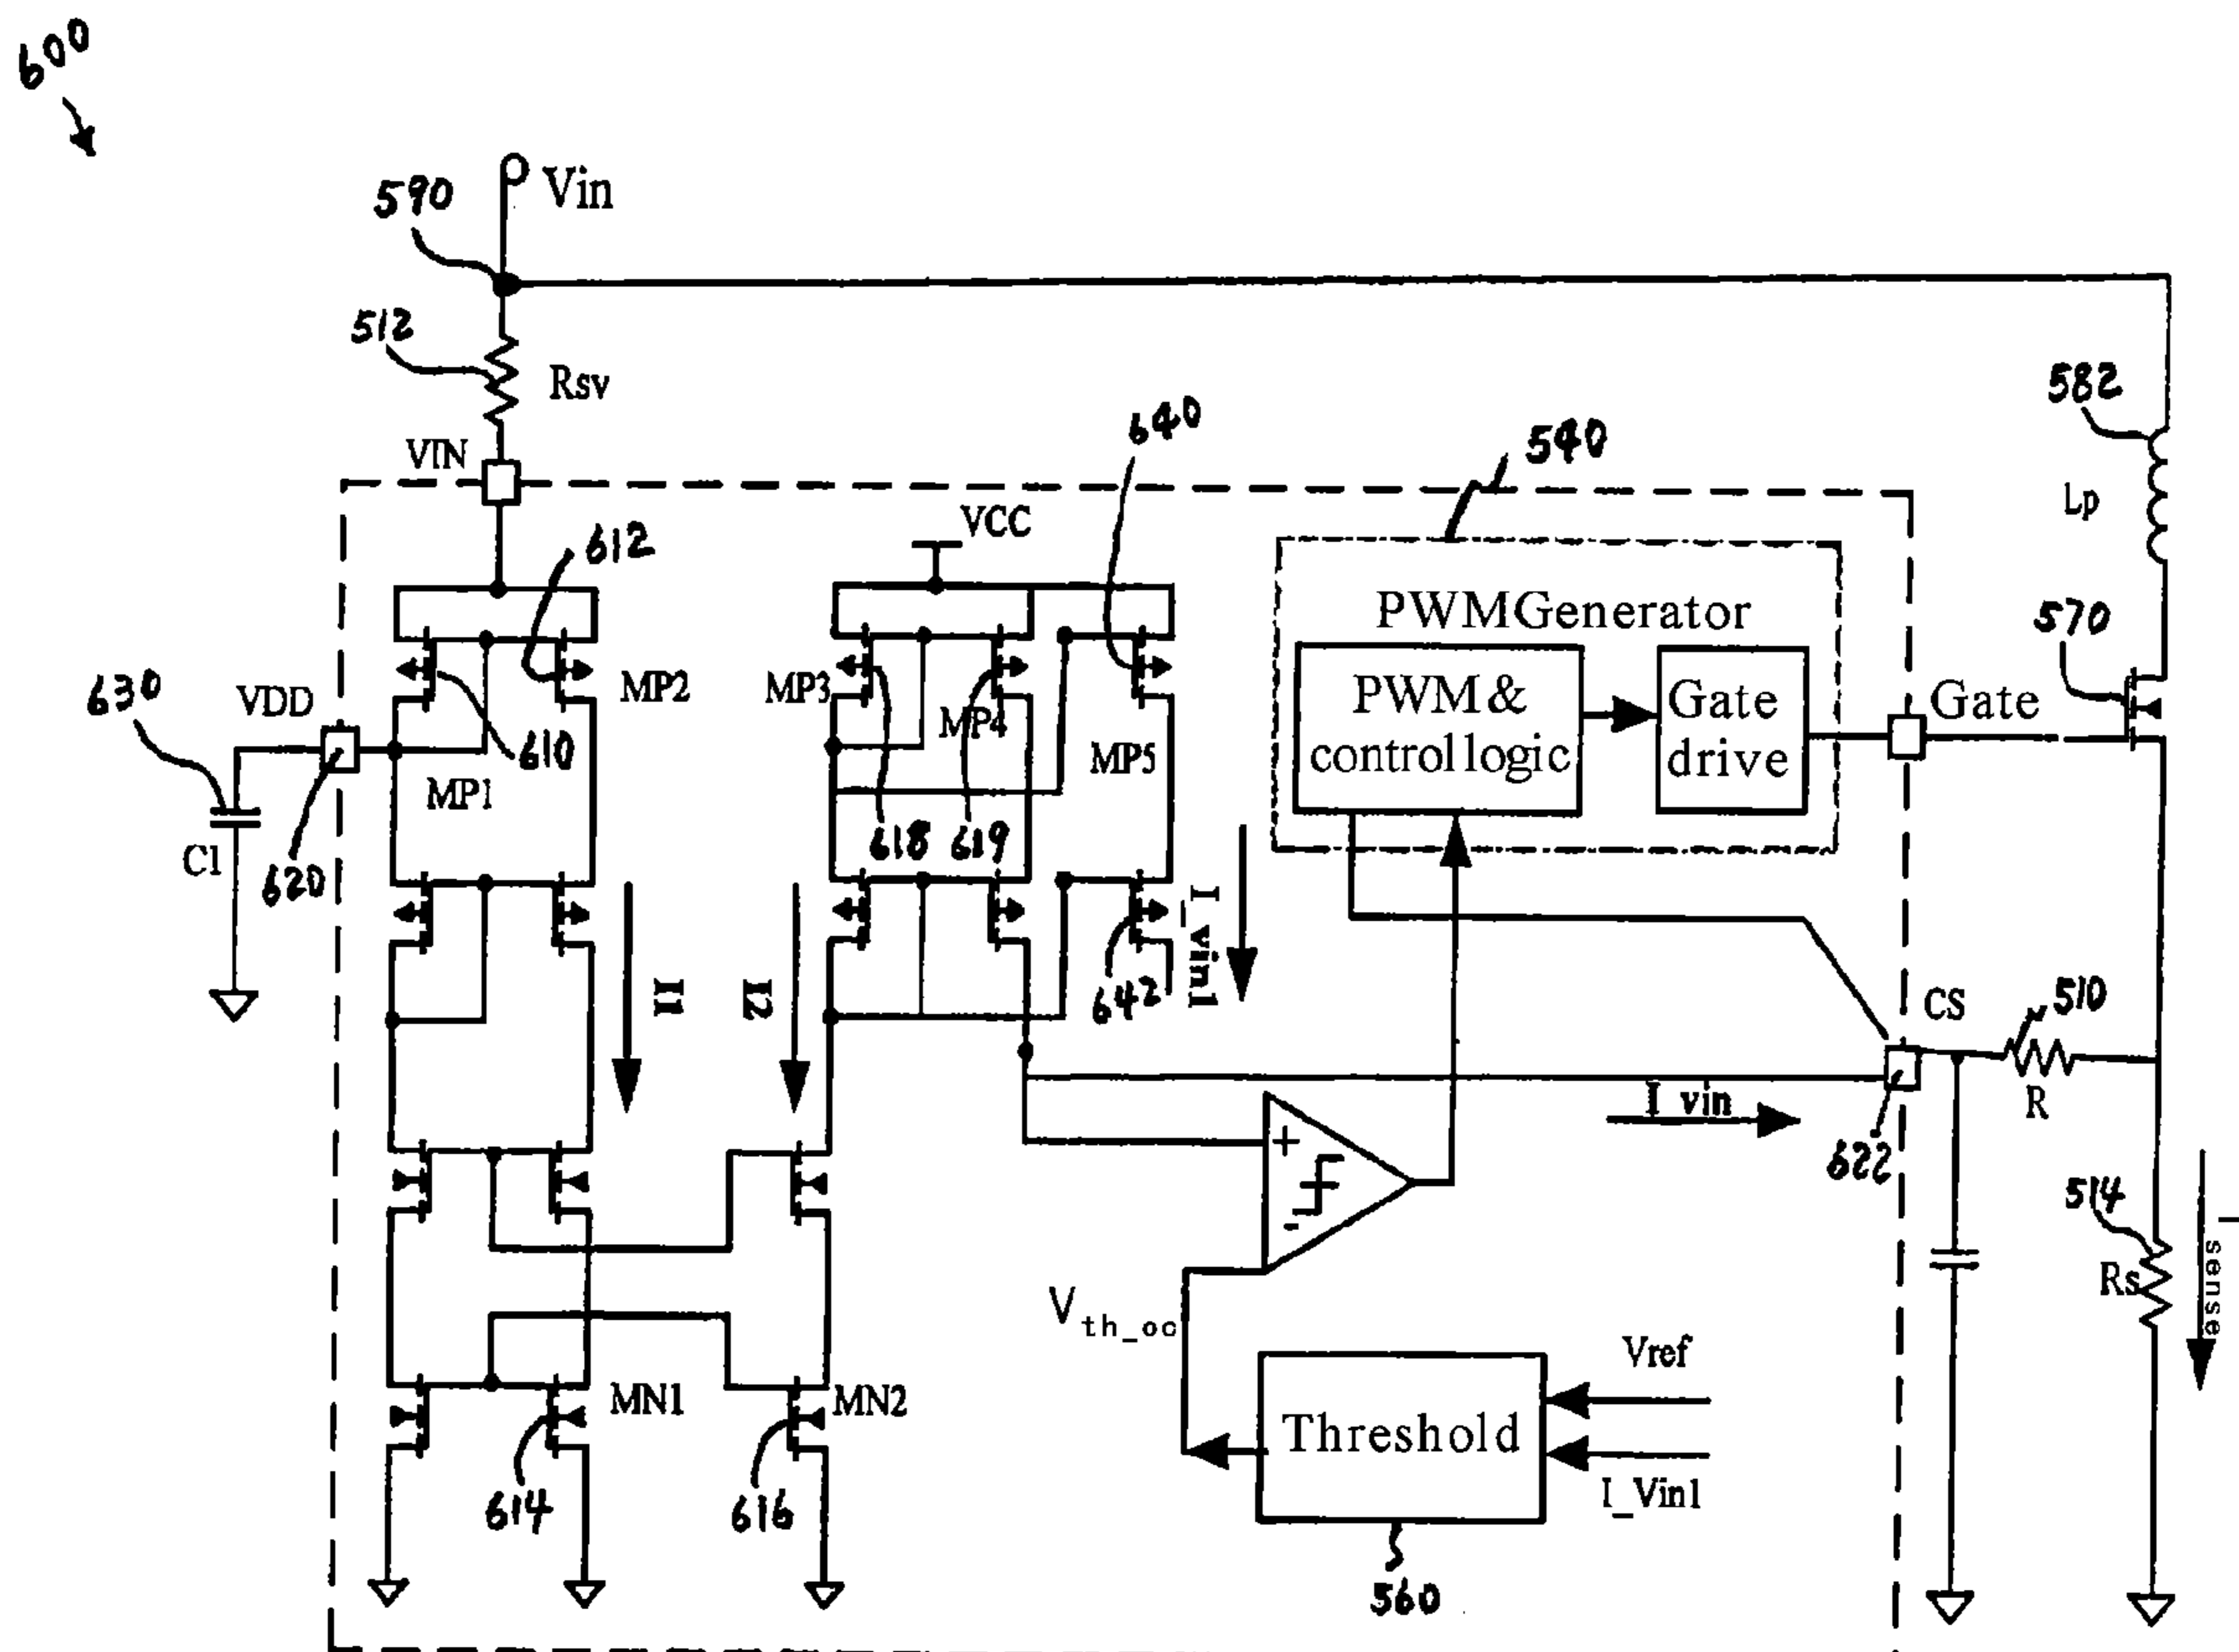 600
590
Vin
512
Rsv
VIN
582
Lp
640
540
VCC
612
PWMGenerator
570
630
VDD
MP2
MP3
MP4
PWM &
control logic
Gate
drive
Gate
610
MP1
MP5
C1
620
618
619
I_vin1
I1
I2
642
CS
510
R
I_vin
622
+
-
514
Rs
I_sense
Vth_oc
Vref
MN1
MN2
Threshold
I_Vin1
614
616
560